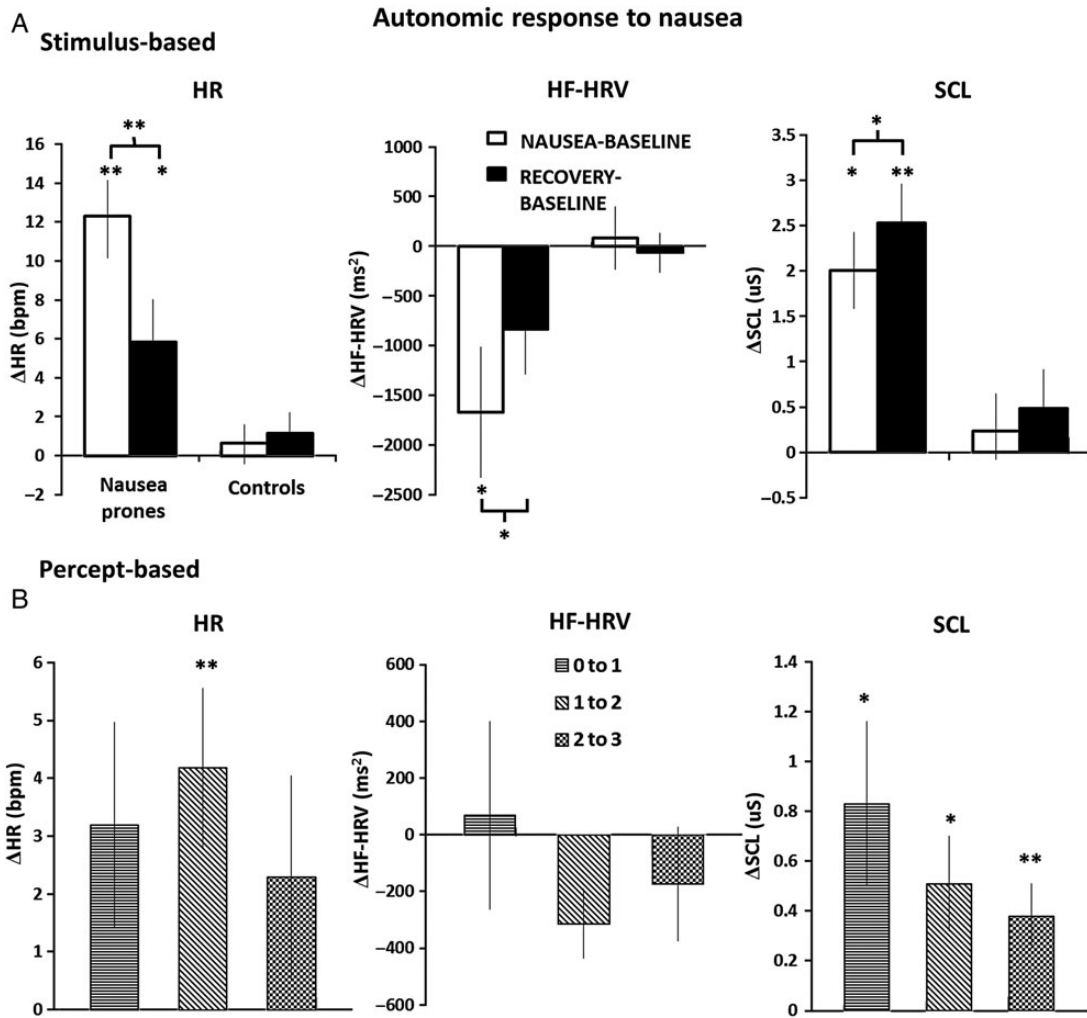 Autonomic response to nausea
A
Stimulus-based
HR
ΔHR (bpm)
16
14
12
10
8
6
4
2
0
−2
**
** *
Nausea prones
Controls
HF-HRV
ΔHF-HRV (ms²)
1000
500
0
−500
−1000
−1500
−2000
−2500
NAUSEA-BASELINE
RECOVERY-
BASELINE
*
*
SCL
ΔSCL (uS)
3.5
3
2.5
2
1.5
1
0.5
0
−0.5
*
* **
Percept-based
B
HR
ΔHR (bpm)
6
5
4
3
2
1
0
**
HF-HRV
ΔHF-HRV (ms²)
600
400
200
0
−200
−400
−600
0 to 1
1 to 2
2 to 3
SCL
ΔSCL (uS)
1.4
1.2
1
0.8
0.6
0.4
0.2
0
*
*
**